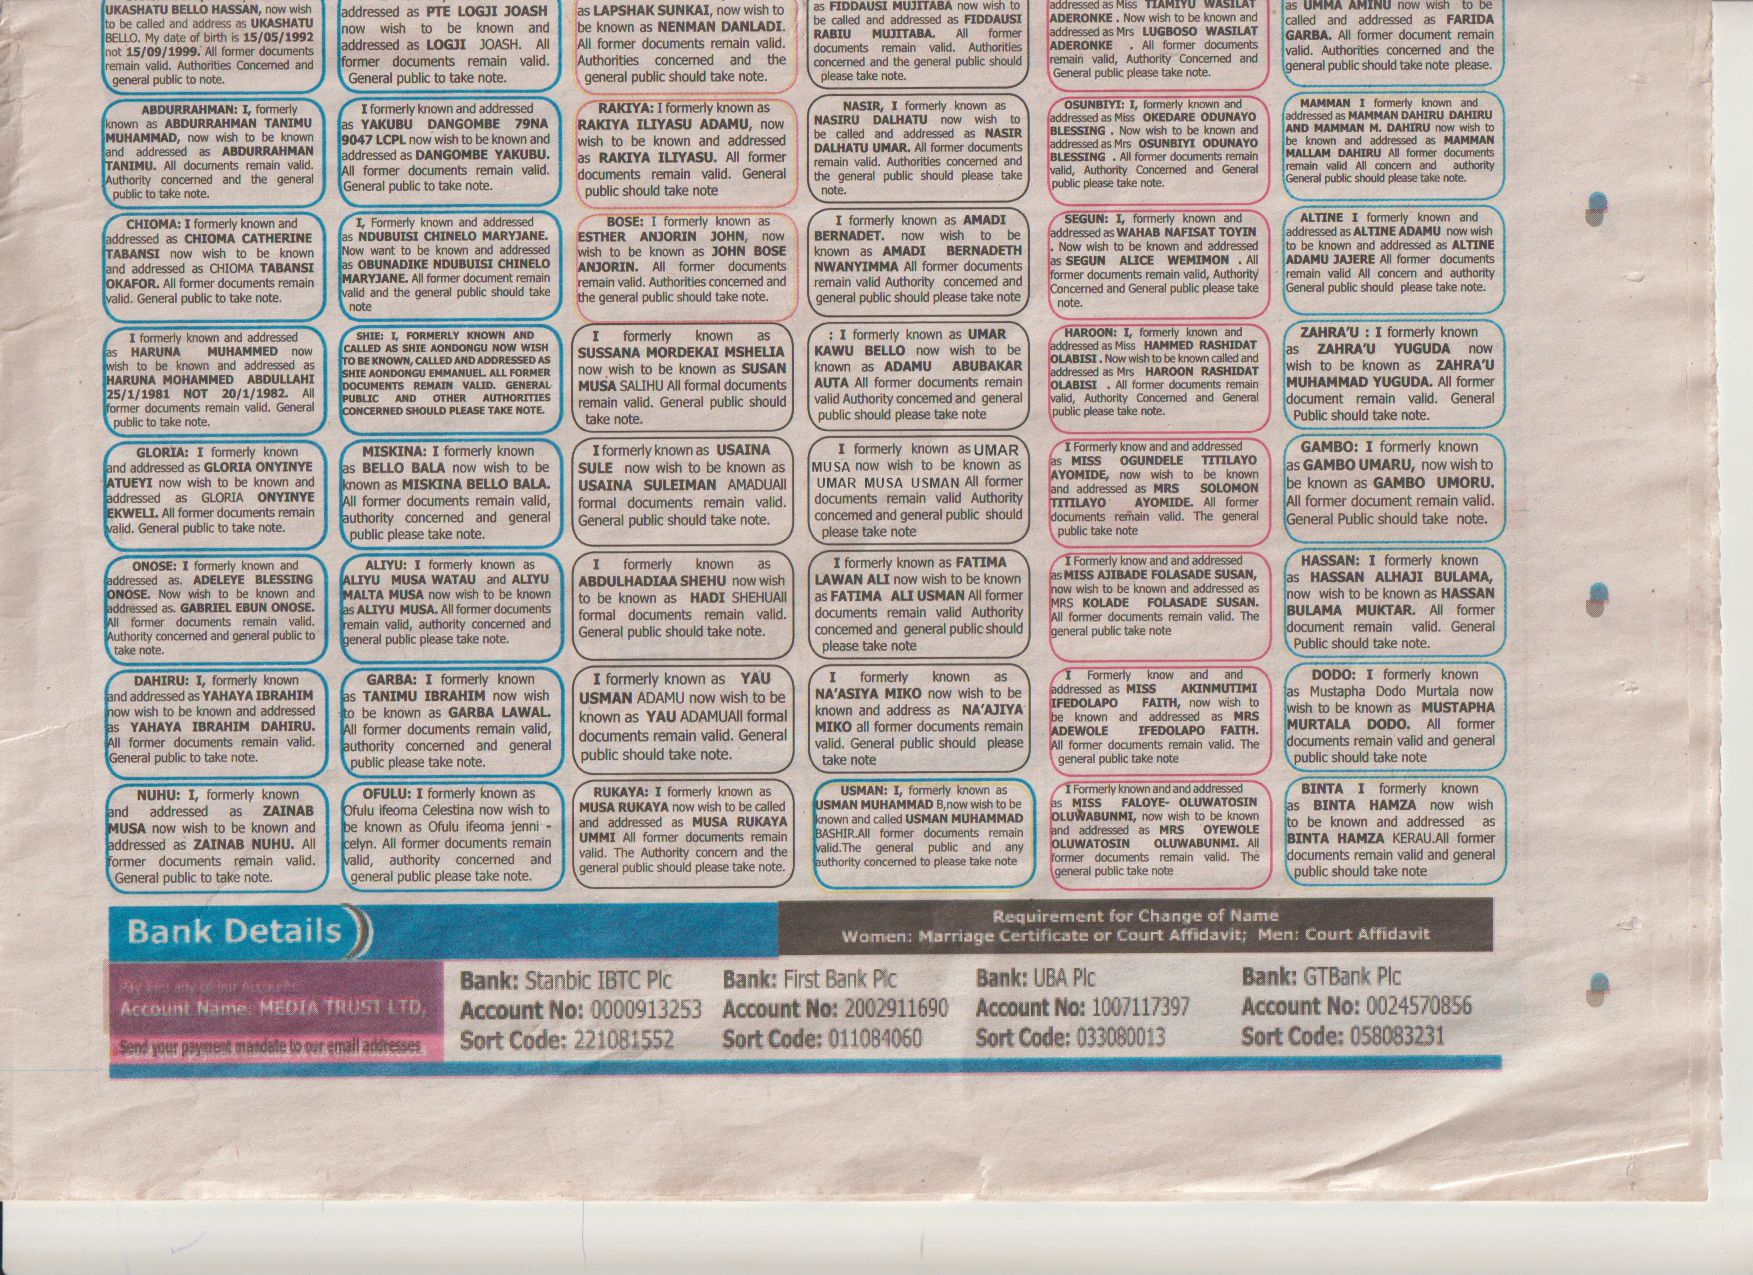 UKASHATU BELLO HASSAN, now wish
to be called and address as UKASHATU
BELLO. My date of birth is 15/05/1992
not 15/09/1999. All former documents
remain valid. Authorities Concerned and
general public to note.
ABDURRAHMAN: I, formerly
known as ABDURRAHMAN TANIMU
MUHAMMAD, now wish to be known
and addressed as ABDURRAHMAN
TANIMU. All documents remain valid.
Authority concerned and the general
public to take note.
CHIOMA: I formerly known and
addressed as CHIOMA CATHERINE
TABANSI now wish to be known
and addressed as CHIOMA TABANSI
OKAFOR. All former documents remain
valid. General public to take note.
I formerly known and addressed
as HARUNA MUHAMMED now
wish to be known and addressed as
HARUNA MOHAMMED ABDULLAHI
25/1/1981 NOT 20/1/1982. All
former documents remain valid. General
public to take note.
GLORIA: I formerly known
and addressed as GLORIA ONYINYE
ATUEYI now wish to be known and
addressed as GLORIA ONYINYE
EKWELI. All former documents remain
valid. General public to take note.
ONOSE: I formerly known and
addressed as. ADELEYE BLESSING
ONOSE. Now wish to be known and
addressed as. GABRIEL EBUN ONOSE.
All former documents remain valid.
Authority concerned and general public to
take note.
DAHIRU: I, formerly known
and addressed as YAHAYA IBRAHIM
now wish to be known and addressed
as YAHAYA IBRAHIM DAHIRU.
All former documents remain valid.
General public to take note.
NUHU: I, formerly known
and addressed as ZAINAB
MUSA now wish to be known and
addressed as ZAINAB NUHU. All
former documents remain valid.
General public to take note.
addressed as PTE LOGJI JOASH
now wish to be known and
addressed as LOGJI JOASH. All
former documents remain valid.
General public to take note.
I formerly known and addressed
as YAKUBU DANGOMBE 79NA
9047 LCPL now wish to be known and
addressed as DANGOMBE YAKUBU.
All former documents remain valid.
General public to take note.
I, Formerly known and addressed
as NDUBUISI CHINELO MARYJANE.
Now want to be known and addressed
as OBUNADIKE NDUBUISI CHINELO
MARYJANE. All former document remain
valid and the general public should take
note
SHIE: I, FORMERLY KNOWN AND
CALLED AS SHIE AONDONGU NOW WISH
TO BE KNOWN, CALLED AND ADDRESSED AS
SHIE AONDONGU EMMANUEL. ALL FORMER
DOCUMENTS REMAIN VALID. GENERAL
PUBLIC AND OTHER AUTHORITIES
CONCERNED SHOULD PLEASE TAKE NOTE.
MISKINA: I formerly known
as BELLO BALA now wish to be
known as MISKINA BELLO BALA.
All former documents remain valid,
authority concerned and general
public please take note.
ALIYU: I formerly known as
ALIYU MUSA WATAU and ALIYU
MALTA MUSA now wish to be known
as ALIYU MUSA. All former documents
remain valid, authority concerned and
general public please take note.
GARBA: I formerly known
as TANIMU IBRAHIM now wish
to be known as GARBA LAWAL.
All former documents remain valid,
authority concerned and general
public please take note.
OFULU: I formerly known as
Ofulu ifeoma Celestina now wish to
be known as Ofulu ifeoma jenni -
celyn. All former documents remain
valid, authority concerned and
general public please take note.
as LAPSHAK SUNKAI, now wish to
be known as NENMAN DANLADI.
All former documents remain valid.
Authorities concerned and the
general public should take note.
RAKIYA: I formerly known as
RAKIYA ILIYASU ADAMU, now
wish to be known and addressed
as RAKIYA ILIYASU. All former
documents remain valid. General
public should take note
BOSE: I formerly known as
ESTHER ANJORIN JOHN, now
wish to be known as JOHN BOSE
ANJORIN. All former documents
remain valid. Authorities concerned and
the general public should take note.
I formerly known as
SUSSANA MORDEKAI MSHELIA
now wish to be known as SUSAN
MUSA SALIHU All formal documents
remain valid. General public should
take note.
I formerly known as USAINA
SULE now wish to be known as
USAINA SULEIMAN AMADUAll
formal documents remain valid.
General public should take note.
I formerly known as
ABDULHADIAA SHEHU now wish
to be known as HADI SHEHUAll
formal documents remain valid.
General public should take note.
I formerly known as YA'U
USMAN ADAMU now wish to be
known as YAU ADAMUAll formal
documents remain valid. General
public should take note.
RUKAYA: I formerly known as
MUSA RUKAYA now wish to be called
and addressed as MUSA RUKAYA
UMMI All former documents remain
valid. The Authority concern and the
general public should please take note.
as FIDDAUSI MUJITABA now wish to
be called and addressed as FIDDAUSI
RABIU MUJITABA. All former
documents remain valid. Authorities
concerned and the general public should
please take note.
NASIR, I formerly known as
NASIRU DALHATU now wish to
be called and addressed as NASIR
DALHATU UMAR. All former documents
remain valid. Authorities concerned and
the general public should please take
note.
I formerly known as AMADI
BERNADET. now wish to be
known as AMADI BERNADETH
NWANYIMMA All former documents
remain valid Authority concerned and
general public should please take note
: I formerly known as UMAR
KAWU BELLO now wish to be
known as ADAMU ABUBAKAR
AUTA All former documents remain
valid Authority concerned and general
public should please take note
I formerly known as UMAR
MUSA now wish to be known as
UMAR MUSA USMAN All former
documents remain valid Authority
concerned and general public should
please take note
I formerly known as FATIMA
LAWAN ALI now wish to be known
as FATIMA ALI USMAN All former
documents remain valid Authority
concerned and general public should
please take note
I formerly known as
NA'ASIYA MIKO now wish to be
known and address as NA'AJIYA
MIKO all former documents remain
valid. General public should please
take note
USMAN: I, formerly known as
USMAN MUHAMMAD B,now wish to be
known and called USMAN MUHAMMAD
BASHIR.All former documents remain
valid.The general public and any
authority concerned to please take note
addressed as Miss TIAMIYU WASILAT
ADERONKE . Now wish to be known and
addressed as Mrs LUGBOSO WASILAT
ADERONKE . All former documents
remain valid, Authority Concerned and
General public please take note.
OSUNBIYI: I, formerly known and
addressed as Miss OKEDARE ODUNAYO
BLESSING . Now wish to be known and
addressed as Mrs OSUNBIYI ODUNAYO
BLESSING . All former documents remain
valid, Authority Concerned and General
public please take note.
SEGUN: I, formerly known and
addressed as WAHAB NAFISAT TOYIN
. Now wish to be known and addressed
as SEGUN ALICE WEMIMON . All
former documents remain valid, Authority
Concerned and General public please take
note.
HAROON: I, formerly known and
addressed as Miss HAMMED RASHIDAT
OLABISI . Now wish to be known called and
addressed as Mrs HAROON RASHIDAT
OLABISI . All former documents remain
valid, Authority Concerned and General
public please take note.
I Formerly know and and addressed
as MISS OGUNDELE TITILAYO
AYOMIDE, now wish to be known
and addressed as MRS SOLOMON
TITILAYO AYOMIDE. All former
documents remain valid. The general
public take note
I Formerly know and and addressed
as MISS AJIBADE FOLASADE SUSAN,
now wish to be known and addressed as
MRS KOLADE FOLASADE SUSAN.
All former documents remain valid. The
general public take note
I Formerly know and and
addressed as MISS AKINMUTIMI
IFEDOLAPO FAITH, now wish to
be known and addressed as MRS
ADEWOLE IFEDOLAPO FAITH.
All former documents remain valid. The
general public take note
I Formerly know and and addressed
as MISS FALOYE- OLUWATOSIN
OLUWABUNMI, now wish to be known
and addressed as MRS OYEWOLE
OLUWATOSIN OLUWABUNMI. All
former documents remain valid. The
general public take note
as UMMA AMINU now wish to be
called and addressed as FARIDA
GARBA. All former document remain
valid. Authorities concerned and the
general public should take note please.
MAMMAN I formerly known and
addressed as MAMMAN DAHIRU DAHIRU
AND MAMMAN M. DAHIRU now wish to
be known and addressed as MAMMAN
MALLAM DAHIRU All former documents
remain valid All concern and authority
General public should please take note.
ALTINE I formerly known and
addressed as ALTINE ADAMU now wish
to be known and addressed as ALTINE
ADAMU JAJERE All former documents
remain valid All concern and authority
General public should please take note.
ZAHRA'U : I formerly known
as ZAHRA'U YUGUDA now
wish to be known as ZAHRA'U
MUHAMMAD YUGUDA. All former
document remain valid. General
Public should take note.
GAMBO: I formerly known
as GAMBO UMARU, now wish to
be known as GAMBO UMORU.
All former document remain valid.
General Public should take note.
HASSAN: I formerly known
as HASSAN ALHAJI BULAMA,
now wish to be known as HASSAN
BULAMA MUKTAR. All former
document remain valid. General
Public should take note.
DODO: I formerly known
as Mustapha Dodo Murtala now
wish to be known as MUSTAPHA
MURTALA DODO. All former
documents remain valid and general
public should take note
BINTA I formerly known
as BINTA HAMZA now wish
to be known and addressed as
BINTA HAMZA KERAU.All former
documents remain valid and general
public should take note
Bank Details
Requirement for Change of Name
Women: Marriage Certificate or Court Affidavit; Men: Court Affidavit
Pay into any of our Accounts
Account Name: MEDIA TRUST LTD,
Send your payment mandate to our email addresses
Bank: Stanbic IBTC Plc
Account No: 0000913253
Sort Code: 221081552
Bank: First Bank Plc
Account No: 2002911690
Sort Code: 011084060
Bank: UBA Plc
Account No: 1007117397
Sort Code: 033080013
Bank: GTBank Plc
Account No: 0024570856
Sort Code: 058083231